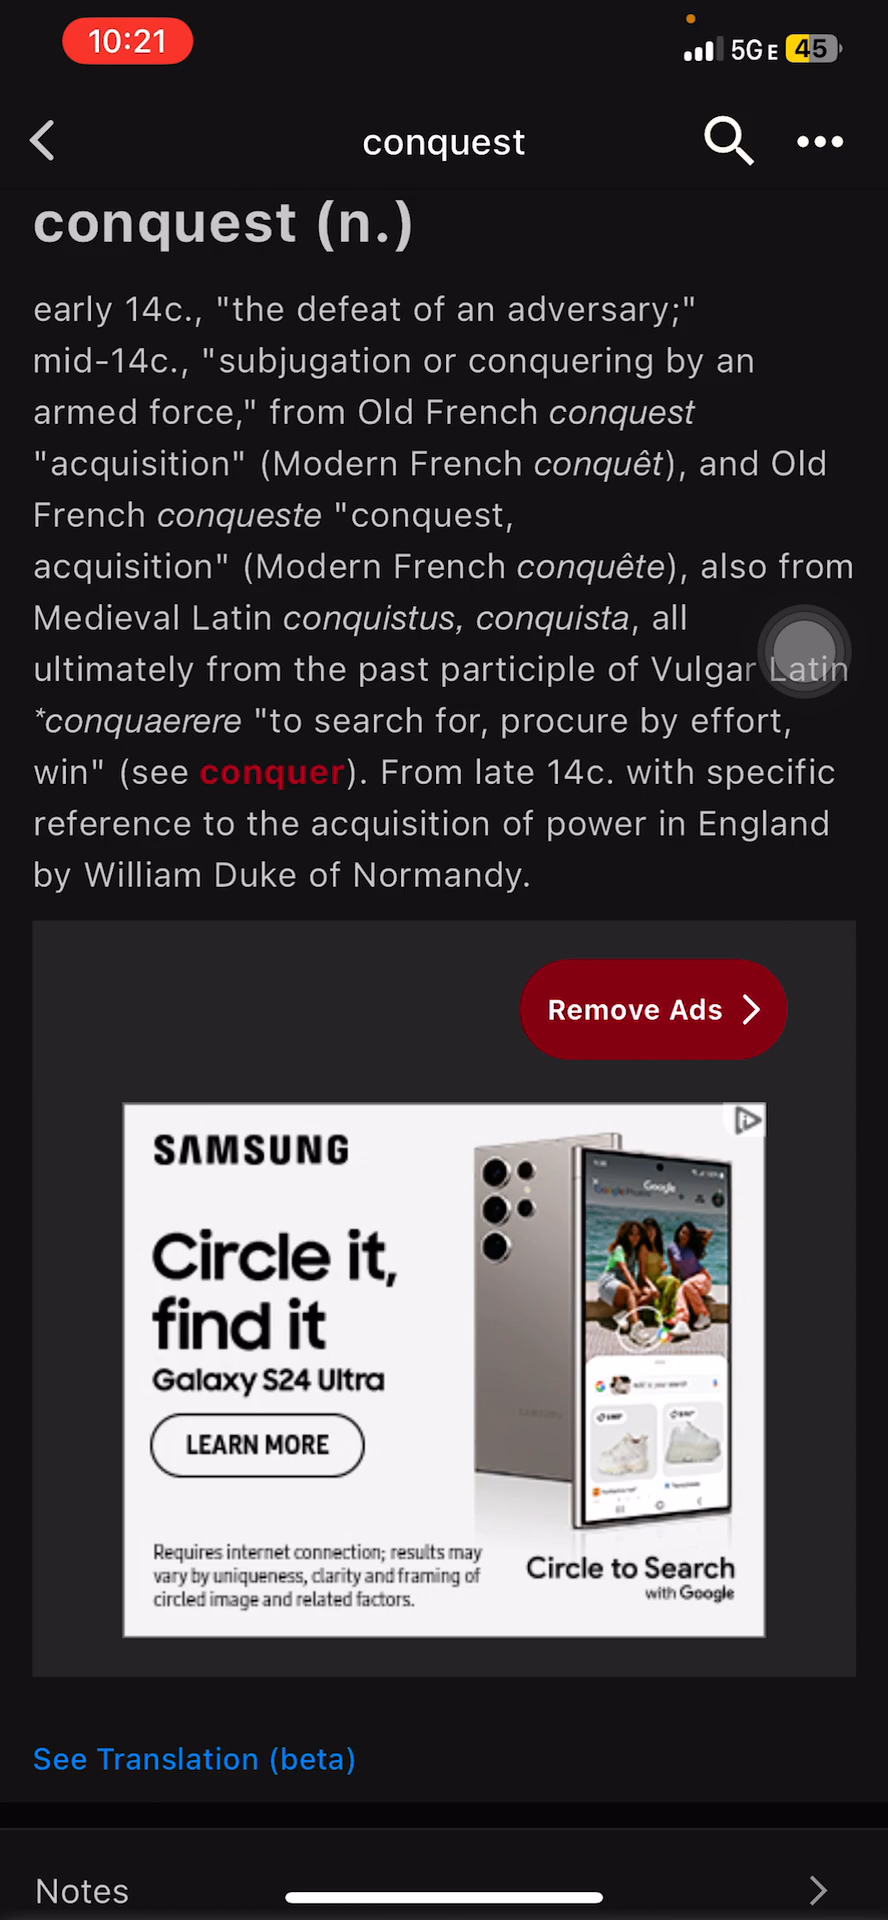 10:21
5GE 45
conquest
conquest (n.)
early 14c., "the defeat of an adversary;"
mid-14c., "subjugation or conquering by an
armed force," from Old French conquest
"acquisition" (Modern French conquêt), and Old
French conqueste "conquest,
acquisition" (Modern French conquête), also from
Medieval Latin conquistus, conquista, all
ultimately from the past participle of Vulgar Latin
*conquaerere "to search for, procure by effort,
win" (see conquer). From late 14c. with specific
reference to the acquisition of power in England
by William Duke of Normandy.
Remove Ads
SAMSUNG
Circle it,
find it
Galaxy S24 Ultra
LEARN MORE
Requires internet connection; results may
vary by uniqueness, clarity and framing of
circled image and related factors.
Google
Circle to Search
with Google
See Translation (beta)
Notes